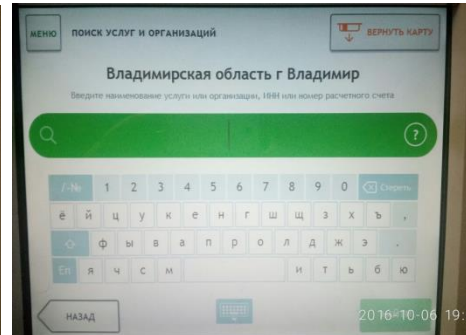 МЕНЮ ПОИСК УСЛУГ И ОРГАНИЗАЦИЙ ВЕРНУТЬ КАРТУ
Владимирская область г Владимир
Введите наименование услуги или организации, ИНН или номер расчетного счета
?
/-№ 1 2 3 4 5 6 7 8 9 0 Стереть
ё й ц у к е н г ш щ з х ъ ,
ф ы в а п р о л д ж э .
En я ч с м и т ь б ю
НАЗАД
2016-10-06 19: